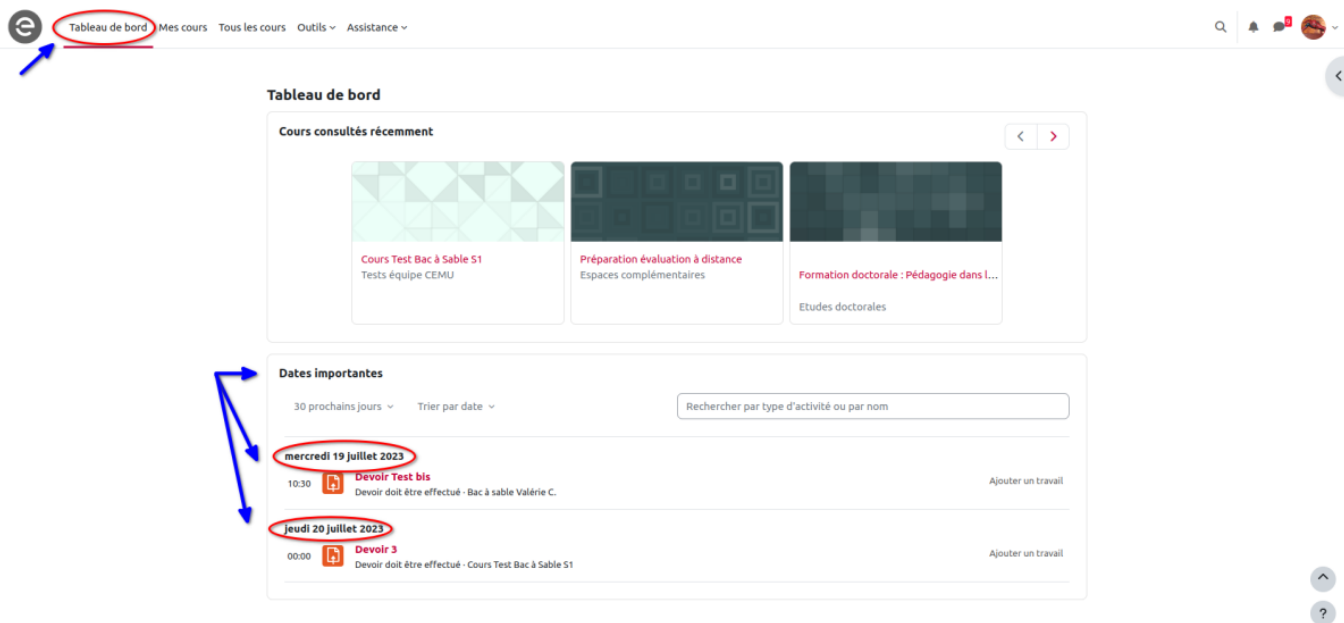 Tableau de bord Mes cours Tous les cours Outils Assistance
Tableau de bord
Cours consultés récemment
Cours Test Bac à Sable S1
Tests équipe CEMU
Préparation évaluation à distance
Espaces complémentaires
Formation doctorale : Pédagogie dans l...
Etudes doctorales
Dates importantes
30 prochains jours Trier par date Rechercher par type d'activité ou par nom
mercredi 19 juillet 2023
10:30 Devoir Test bis Ajouter un travail
Devoir doit être effectué · Bac à sable Valérie C.
jeudi 20 juillet 2023
00:00 Devoir 3 Ajouter un travail
Devoir doit être effectué · Cours Test Bac à Sable S1
?